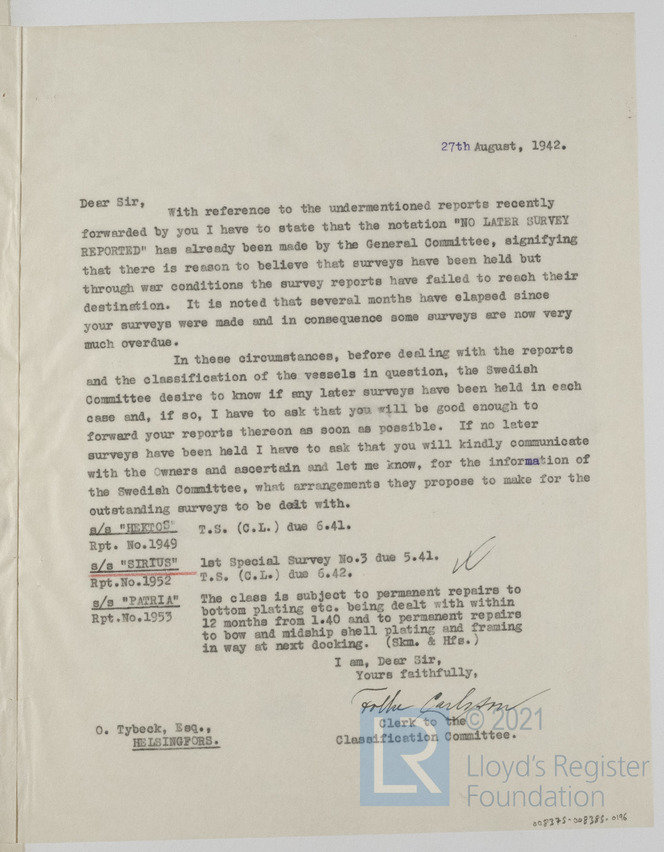 27th August, 1942.
Dear Sir,
With reference to the undermentioned reports recently
forwarded by you I have to state that the notation "NO LATER SURVEY
REPORTED" has already been made by the General Committee, signifying
that there is reason to believe that surveys have been held but
through war conditions the survey reports have failed to reach their
destination. It is noted that several months have elapsed since
your surveys were made and in consequence some surveys are now very
much overdue.
In these circumstances, before dealing with the reports
and the classification of the vessels in question, the Swedish
Committee desire to know if any later surveys have been held in each
case and, if so, I have to ask that you will be good enough to
forward your reports thereon as soon as possible. If no later
surveys have been held I have to ask that you will kindly communicate
with the Owners and ascertain and let me know, for the information of
the Swedish Committee, what arrangements they propose to make for the
outstanding surveys to be dealt with.
s/s "HEKTOS" T.S. (C.L.) due 6.41.
Rpt. No.1949
s/s "SIRIUS" 1st Special Survey No.3 due 5.41.
Rpt.No.1952 T.S. (C.L.) due 6.42.
s/s "PATRIA" The class is subject to permanent repairs to
Rpt.No.1953 bottom plating etc. being dealt with within
12 months from 1.40 and to permanent repairs
to bow and midship shell plating and framing
in way at next docking. (Skm. & Hfs.)
I am, Dear Sir,
Yours faithfully,
Folke Carlsson
Clerk to the
Classification Committee.
O. Tybeck, Esq.,
HELSINGFORS.
LR © 2021
Lloyd's Register
Foundation
008375-008385-0196